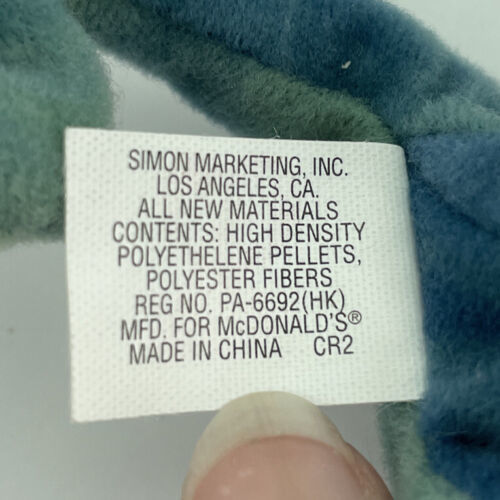 SIMON MARKETING, INC.
LOS ANGELES, CA.
ALL NEW MATERIALS
CONTENTS: HIGH DENSITY
POLYETHELENE PELLETS,
POLYESTER FIBERS
REG NO. PA-6692(HK)
MFD. FOR McDONALD'S®
MADE IN CHINA CR2